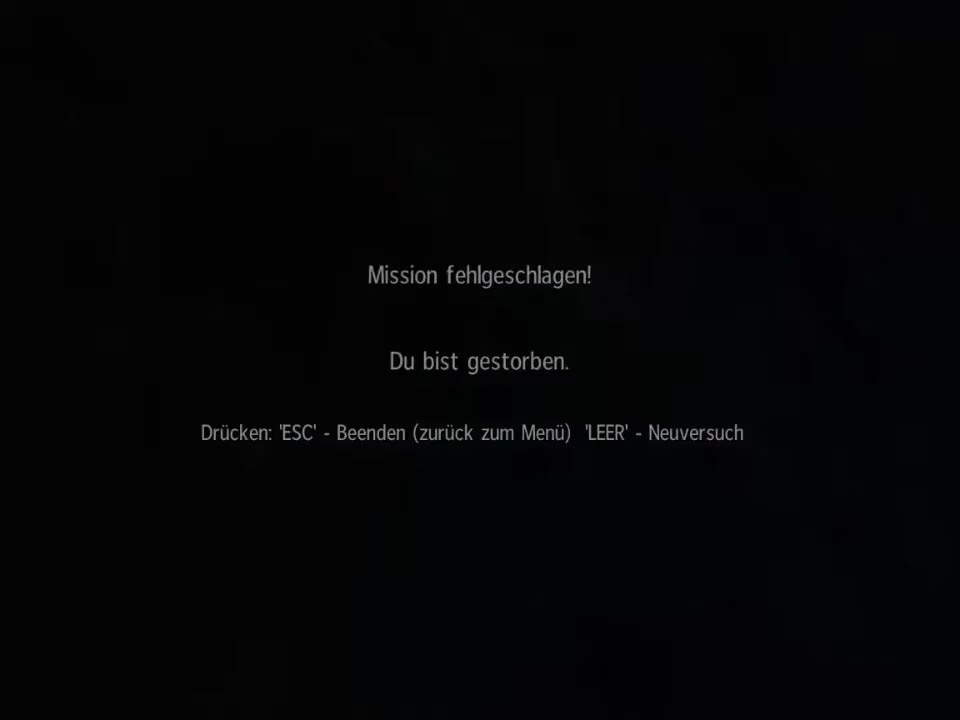 Mission fehlgeschlagen!
Du bist gestorben.
Drücken: 'ESC' - Beenden (zurück zum Menü)  'LEER' - Neuversuch